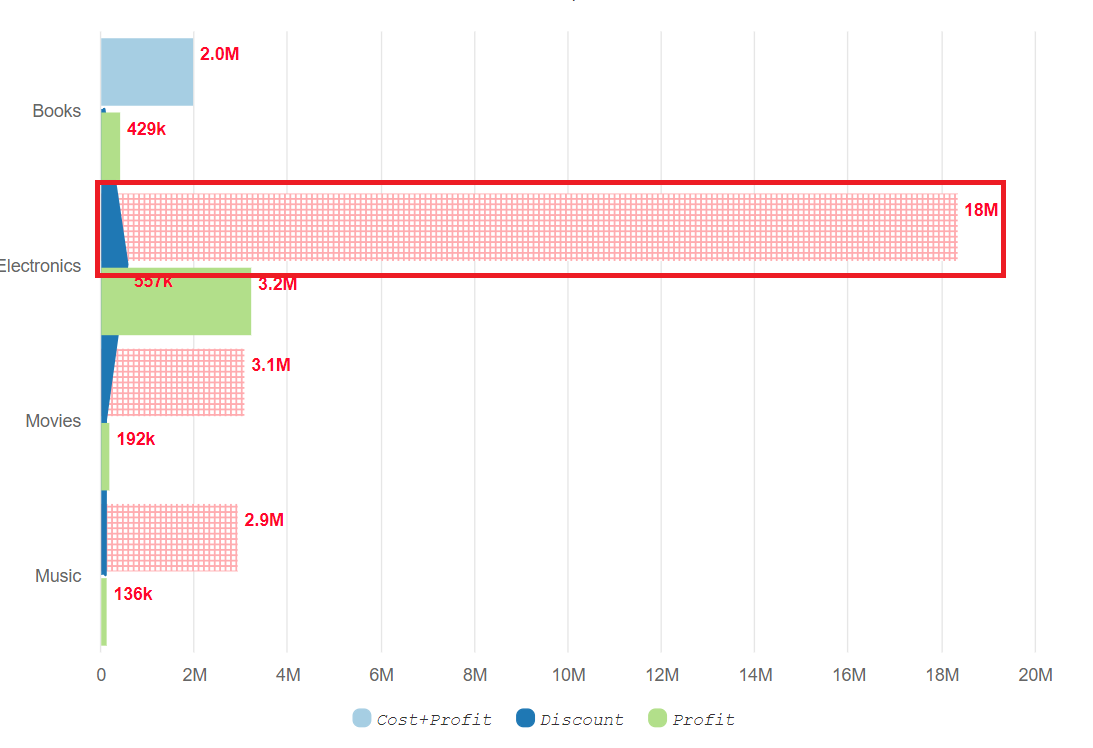 2.0M
Books
429k
18M
Electronics
557k
3.2M
3.1M
Movies
192k
2.9M
Music
136k
0 2M 4M 6M 8M 10M 12M 14M 16M 18M 20M
Cost+Profit Discount Profit